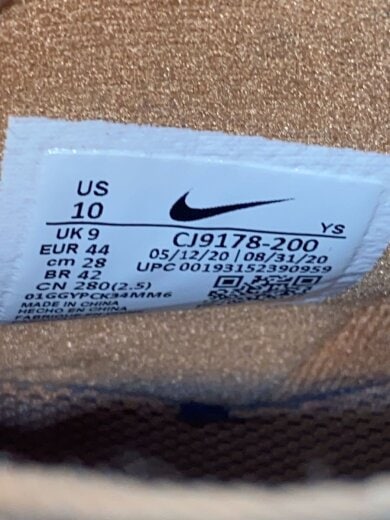 US
10
YS
UK 9
EUR 44
cm 28
BR 42
CN 280(2.5)
CJ9178-200
05/12/20 | 08/31/20
UPC 00193152390959
01GGYPCK34MM6
MADE IN CHINA
HECHO EN CHINA